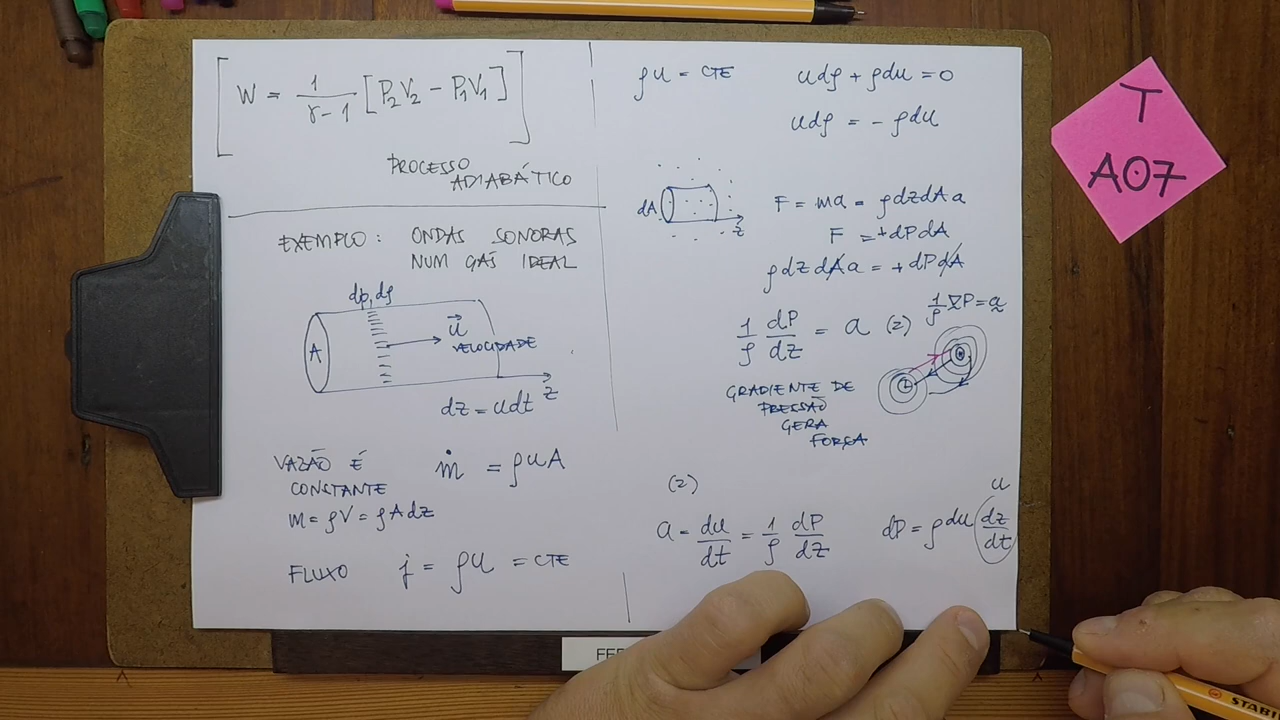 W = 1/(γ-1) [P₂V₂ - P₁V₁]
PROCESSO
ADIABÁTICO
EXEMPLO: ONDAS SONORAS
NUM GÁS IDEAL
dp, dρ
A
u⃗
VELOCIDADE
z
dz = udt
VAZÃO É
CONSTANTE
ṁ = ρuA
m = ρV = ρAdz
FLUXO j = ρu = CTE
ρu = CTE
udρ + ρdu = 0
udρ = - ρdu
dA
z
F = ma = ρdzdAa
F = +dPdA
ρdzdAa = +dPdA
1/ρ dP/dz = a (2)
1/ρ ∇P = a
GRADIENTE DE
PRESSÃO
GERA
FORÇA
(2)
a = du/dt = 1/ρ dP/dz
u
dP = ρdu(dz/dt)
T
A07
STABI